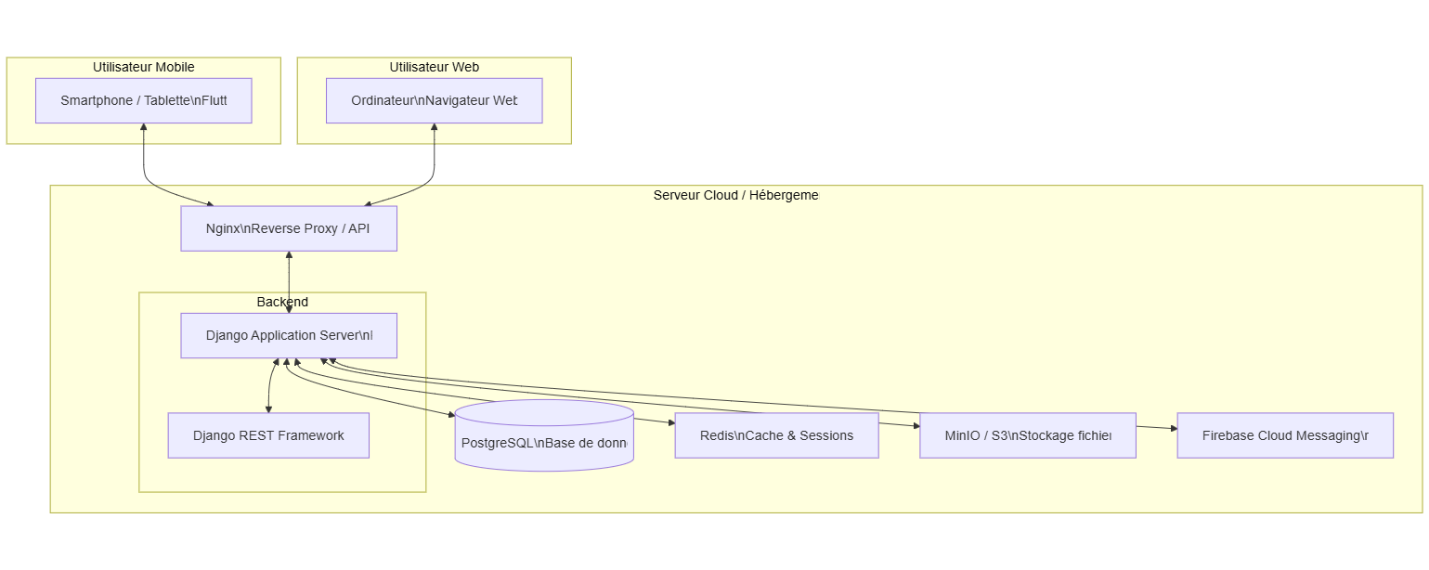 Utilisateur Mobile
Utilisateur Web
Smartphone / Tablette\nFlutt
Ordinateur\nNavigateur Web
Serveur Cloud / Hébergeme
Nginx\nReverse Proxy / API
Backend
Django Application Server\n
Django REST Framework
PostgreSQL\nBase de donn
Redis\nCache & Sessions
MinIO / S3\nStockage fichier
Firebase Cloud Messaging\n